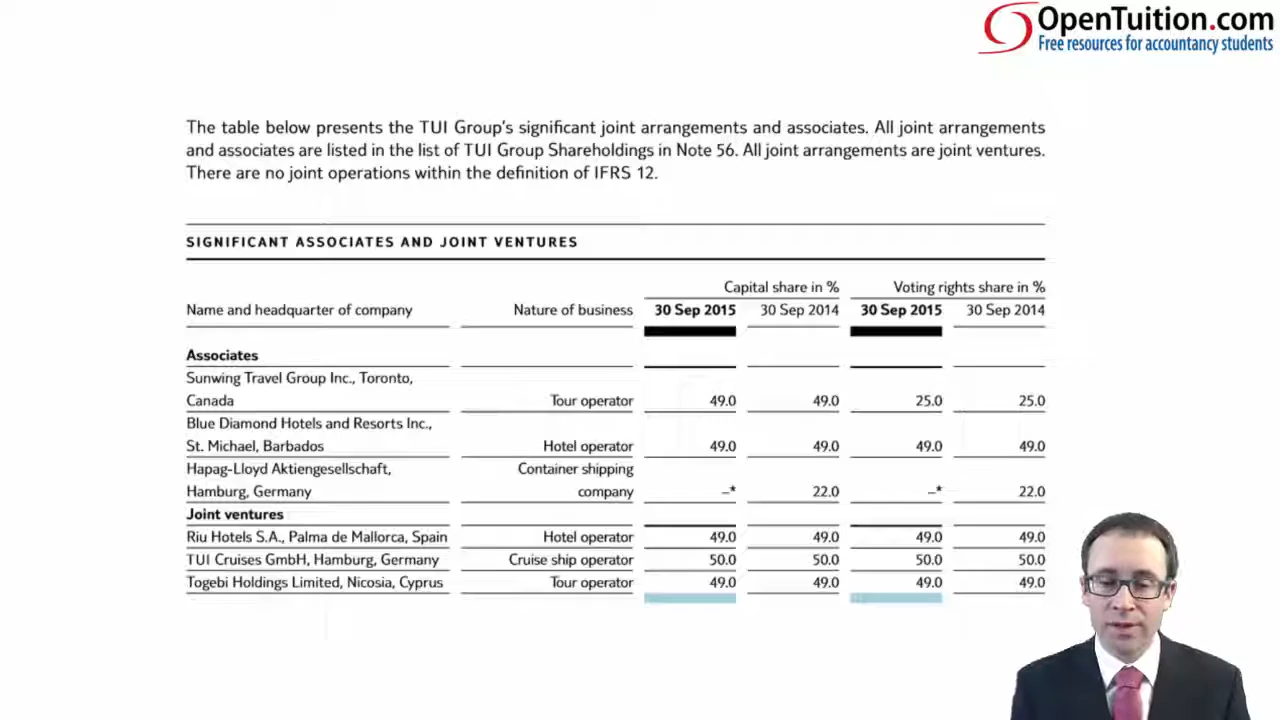 OpenTuition.com
Free resources for accountancy students
The table below presents the TUI Group's significant joint arrangements and associates. All joint arrangements
and associates are listed in the list of TUI Group Shareholdings in Note 56. All joint arrangements are joint ventures.
There are no joint operations within the definition of IFRS 12.
SIGNIFICANT ASSOCIATES AND JOINT VENTURES
Capital share in % Voting rights share in %
Name and headquarter of company Nature of business 30 Sep 2015 30 Sep 2014 30 Sep 2015 30 Sep 2014
Associates
Sunwing Travel Group Inc., Toronto,
Canada Tour operator 49.0 49.0 25.0 25.0
Blue Diamond Hotels and Resorts Inc.,
St. Michael, Barbados Hotel operator 49.0 49.0 49.0 49.0
Hapag-Lloyd Aktiengesellschaft, Container shipping
Hamburg, Germany company –* 22.0 –* 22.0
Joint ventures
Riu Hotels S.A., Palma de Mallorca, Spain Hotel operator 49.0 49.0 49.0 49.0
TUI Cruises GmbH, Hamburg, Germany Cruise ship operator 50.0 50.0 50.0 50.0
Togebi Holdings Limited, Nicosia, Cyprus Tour operator 49.0 49.0 49.0 49.0